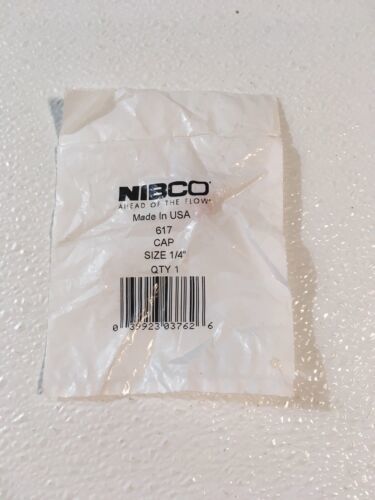 NIBCO
AHEAD OF THE FLOW®
Made In USA
617
CAP
SIZE 1/4"
QTY 1
0 39923 03762 6